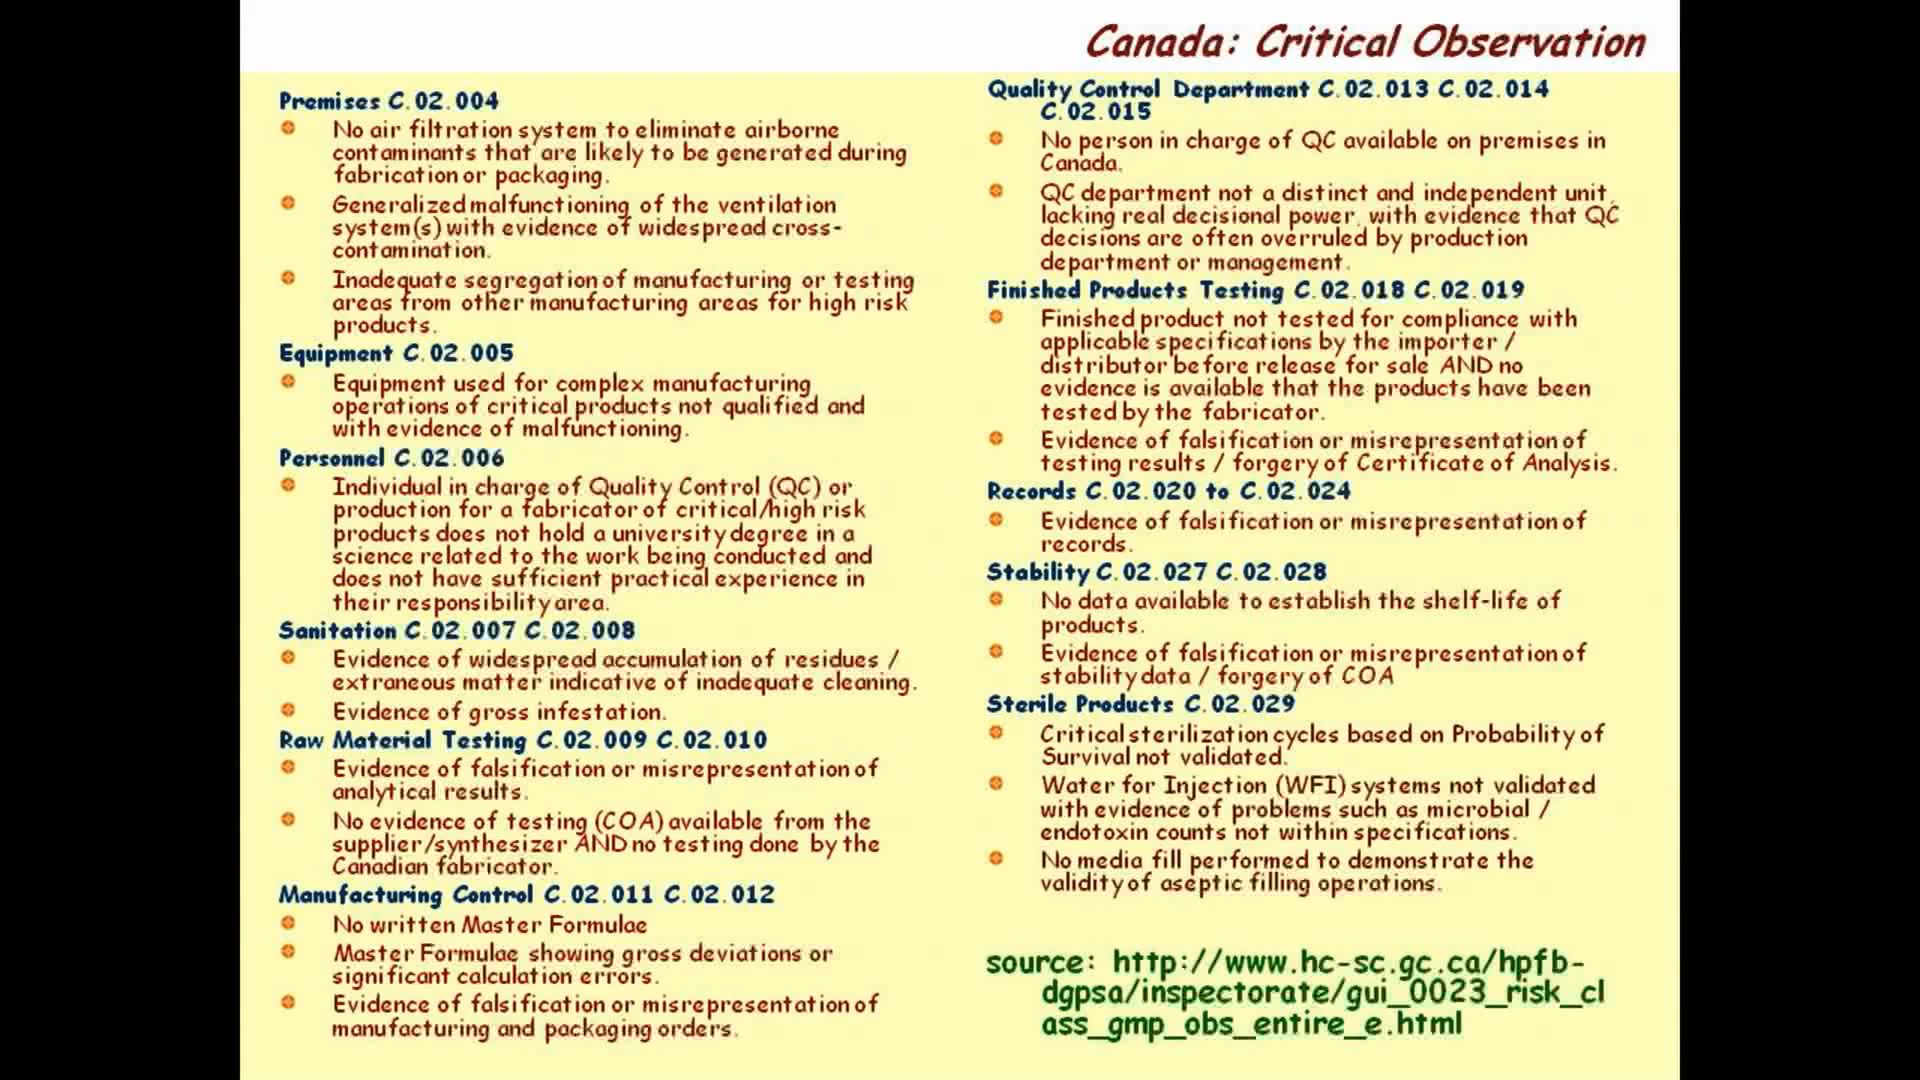 Canada: Critical Observation
Premises C.02.004
No air filtration system to eliminate airborne
contaminants that are likely to be generated during
fabrication or packaging.
Generalized malfunctioning of the ventilation
system(s) with evidence of widespread cross-
contamination.
Inadequate segregation of manufacturing or testing
areas from other manufacturing areas for high risk
products.
Equipment C.02.005
Equipment used for complex manufacturing
operations of critical products not qualified and
with evidence of malfunctioning.
Personnel C.02.006
Individual in charge of Quality Control (QC) or
production for a fabricator of critical/high risk
products does not hold a university degree in a
science related to the work being conducted and
does not have sufficient practical experience in
their responsibility area.
Sanitation C.02.007 C.02.008
Evidence of widespread accumulation of residues /
extraneous matter indicative of inadequate cleaning.
Evidence of gross infestation.
Raw Material Testing C.02.009 C.02.010
Evidence of falsification or misrepresentation of
analytical results.
No evidence of testing (COA) available from the
supplier/synthesizer AND no testing done by the
Canadian fabricator.
Manufacturing Control C.02.011 C.02.012
No written Master Formulae
Master Formulae showing gross deviations or
significant calculation errors.
Evidence of falsification or misrepresentation of
manufacturing and packaging orders.
Quality Control Department C.02.013 C.02.014
C.02.015
No person in charge of QC available on premises in
Canada.
QC department not a distinct and independent unit,
lacking real decisional power, with evidence that QC
decisions are often overruled by production
department or management.
Finished Products Testing C.02.018 C.02.019
Finished product not tested for compliance with
applicable specifications by the importer /
distributor before release for sale AND no
evidence is available that the products have been
tested by the fabricator.
Evidence of falsification or misrepresentation of
testing results / forgery of Certificate of Analysis.
Records C.02.020 to C.02.024
Evidence of falsification or misrepresentation of
records.
Stability C.02.027 C.02.028
No data available to establish the shelf-life of
products.
Evidence of falsification or misrepresentation of
stability data / forgery of COA
Sterile Products C.02.029
Critical sterilization cycles based on Probability of
Survival not validated.
Water for Injection (WFI) systems not validated
with evidence of problems such as microbial /
endotoxin counts not within specifications.
No media fill performed to demonstrate the
validity of aseptic filling operations.
source: http://www.hc-sc.gc.ca/hpfb-
dgpsa/inspectorate/gui_0023_risk_cl
ass_gmp_obs_entire_e.html